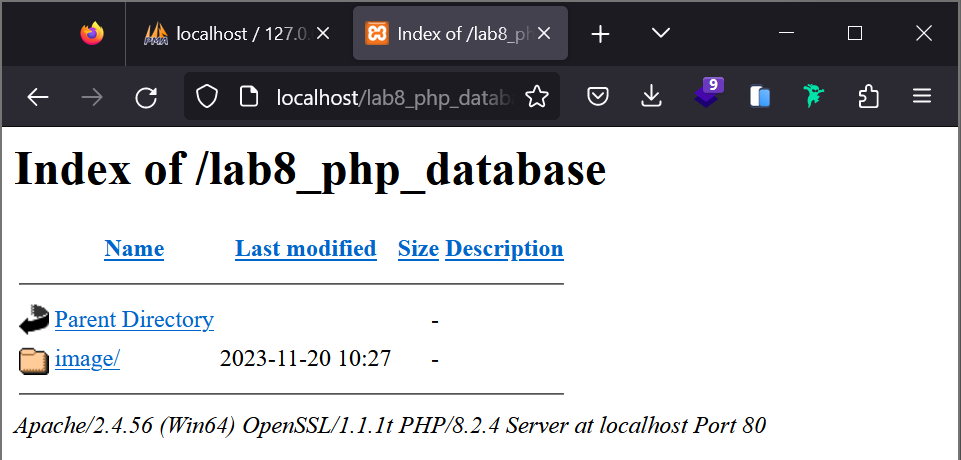 PMA localhost / 127.0. Index of /lab8_ph
localhost/lab8_php_datab 9
Index of /lab8_php_database
Name Last modified Size Description
Parent Directory -
image/ 2023-11-20 10:27 -
Apache/2.4.56 (Win64) OpenSSL/1.1.1t PHP/8.2.4 Server at localhost Port 80